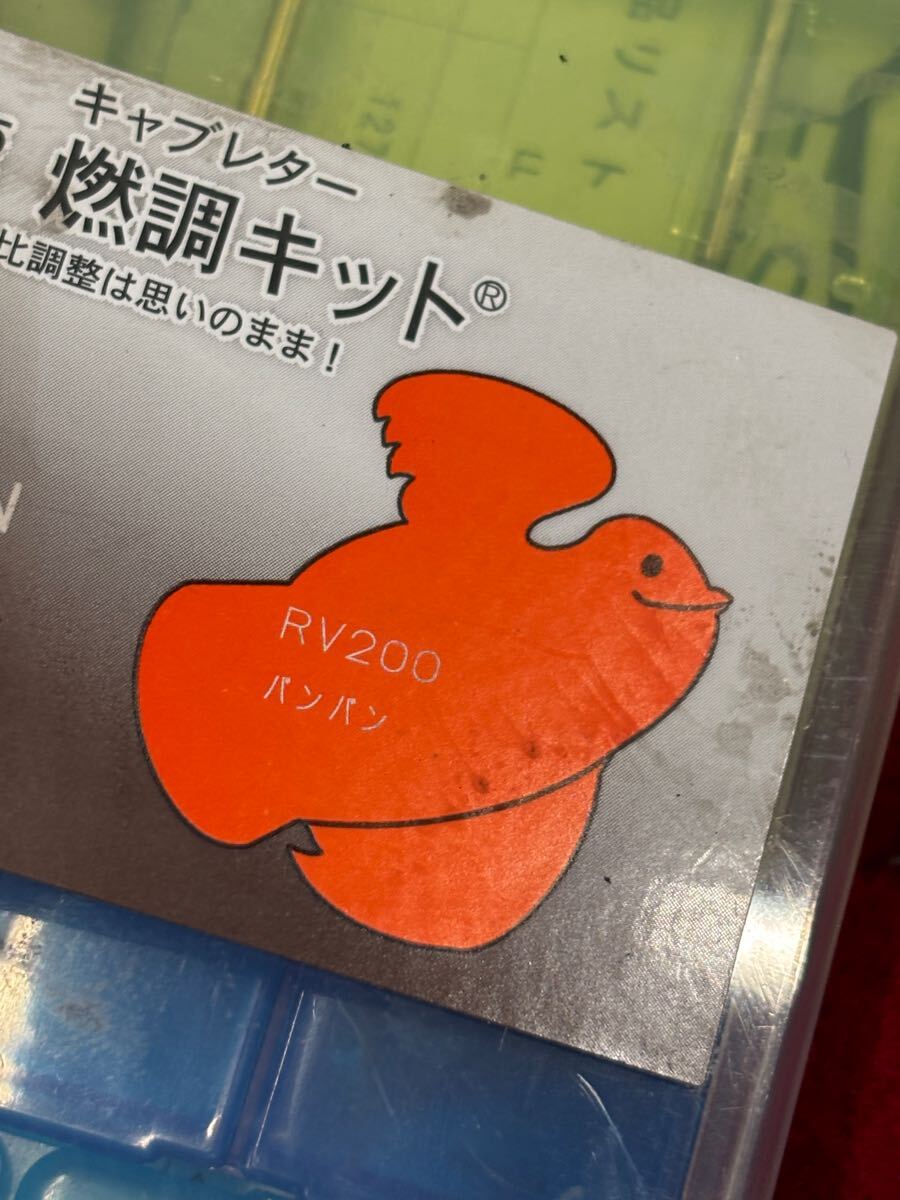 キャブレター
燃調キット®
比調整は思いのまま！
RV200
バンバン